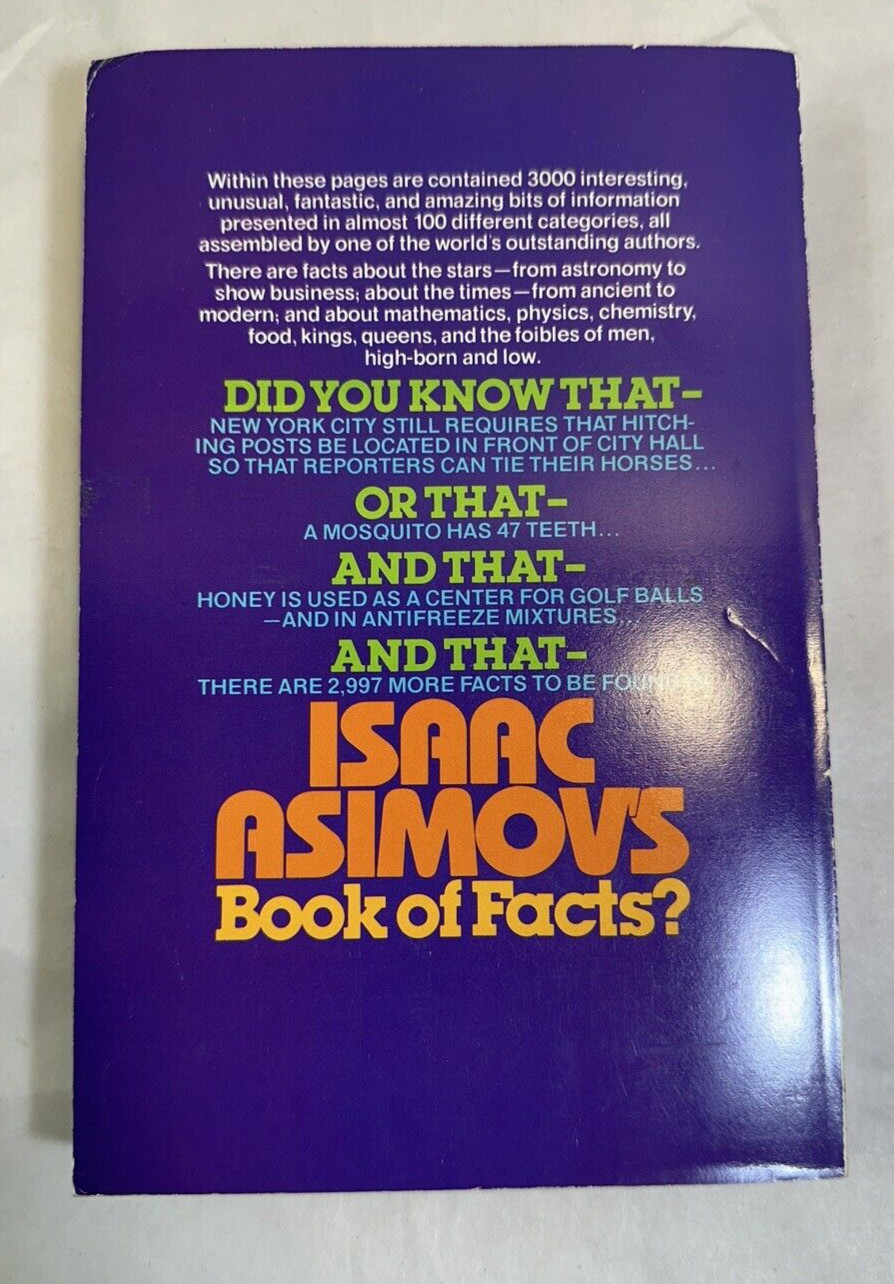 Within these pages are contained 3000 interesting,
unusual, fantastic, and amazing bits of information
presented in almost 100 different categories, all
assembled by one of the world's outstanding authors.
There are facts about the stars—from astronomy to
show business; about the times—from ancient to
modern; and about mathematics, physics, chemistry,
food, kings, queens, and the foibles of men,
high-born and low.
DID YOU KNOW THAT–
NEW YORK CITY STILL REQUIRES THAT HITCH-
ING POSTS BE LOCATED IN FRONT OF CITY HALL
SO THAT REPORTERS CAN TIE THEIR HORSES...
OR THAT–
A MOSQUITO HAS 47 TEETH...
AND THAT–
HONEY IS USED AS A CENTER FOR GOLF BALLS
—AND IN ANTIFREEZE MIXTURES...
AND THAT–
THERE ARE 2,997 MORE FACTS TO BE FOUND IN
ISAAC
ASIMOV'S
Book of Facts?